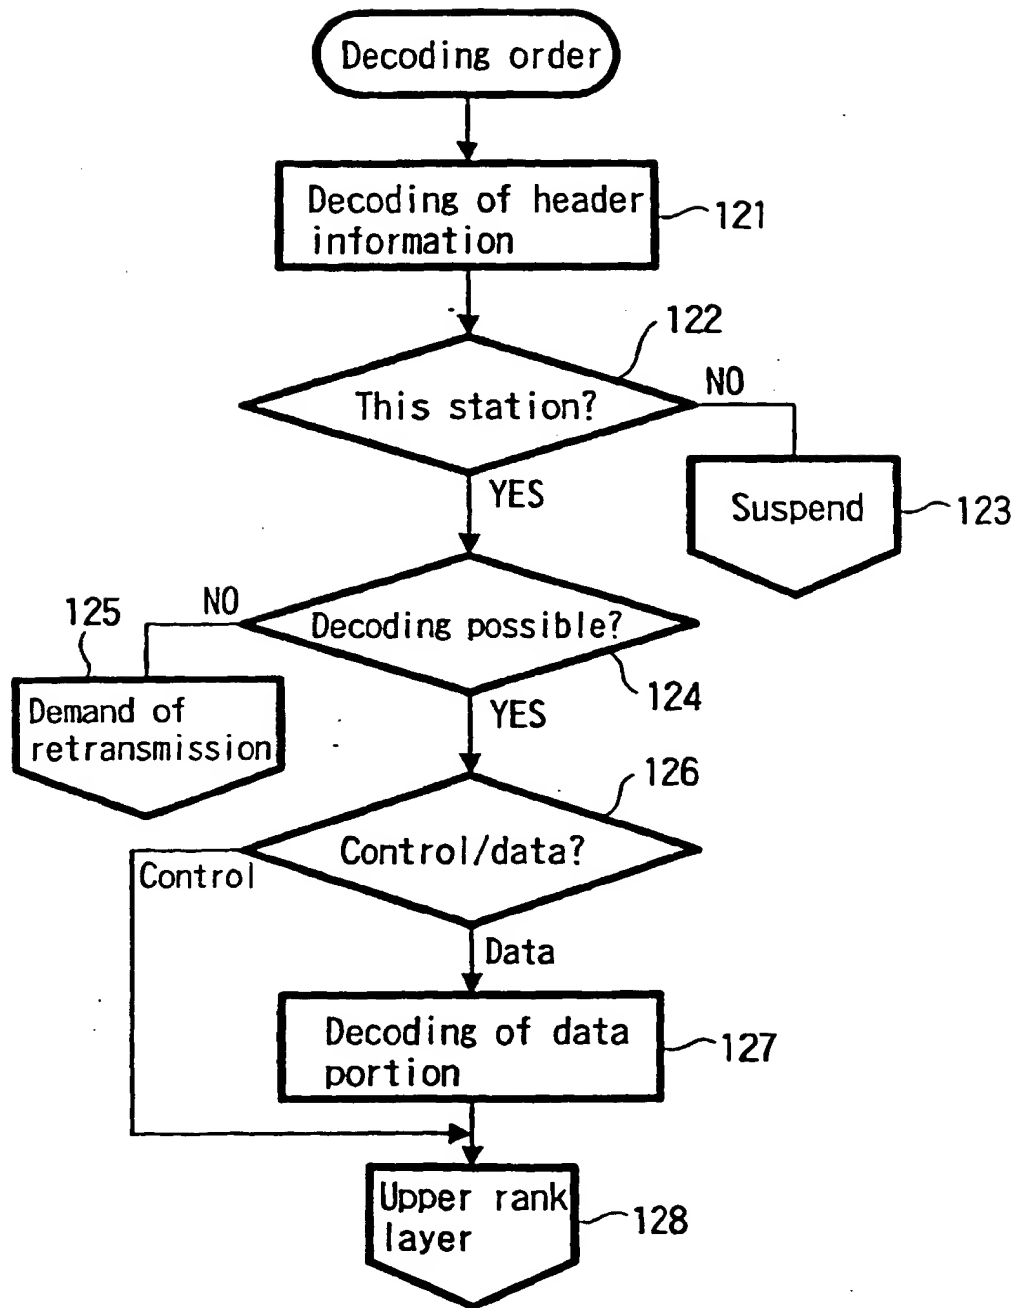 Decoding order
Decoding of header
information
121
122
This station?
NO
YES
Suspend
123
125
NO
Decoding possible?
124
Demand of
retransmission
YES
126
Control/data?
Control
Data
Decoding of data
portion
127
Upper rank
layer
128